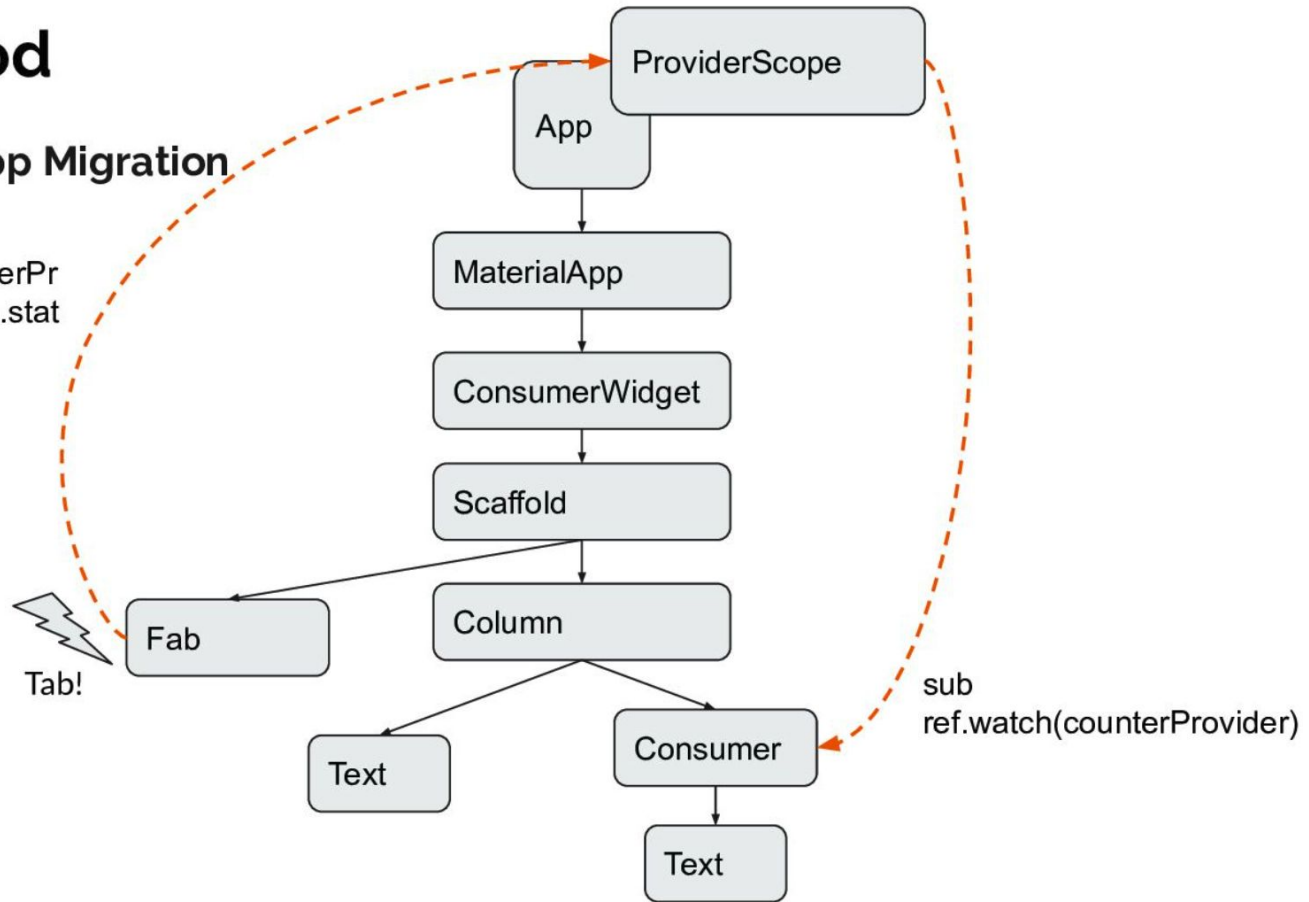 od
op Migration
erPr
.stat
ProviderScope
App
MaterialApp
ConsumerWidget
Scaffold
Fab
Tab!
Column
Text
Consumer
sub
ref.watch(counterProvider)
Text